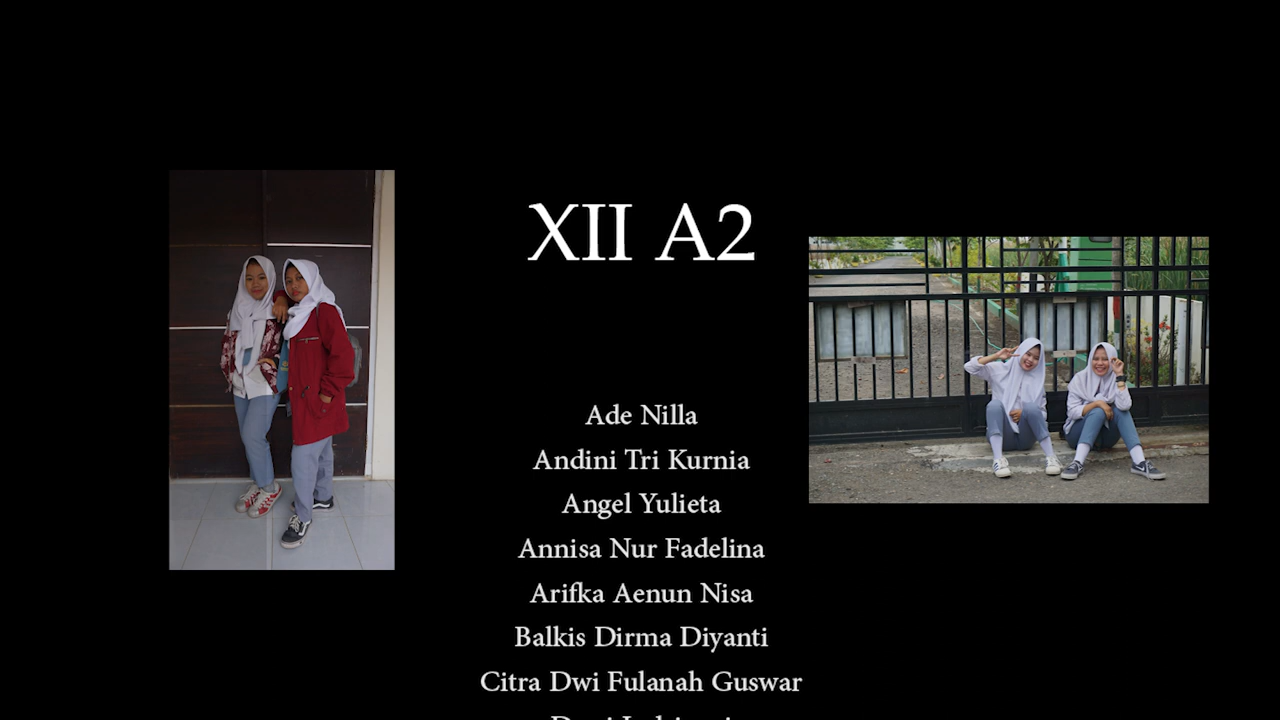 XII A2
Ade Nilla
Andini Tri Kurnia
Angel Yulieta
Annisa Nur Fadelina
Arifka Aenun Nisa
Balkis Dirma Diyanti
Citra Dwi Fulanah Guswar